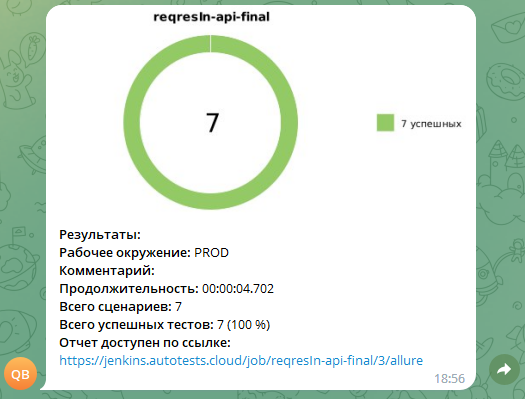 reqresIn-api-final
7
7 успешных
Результаты:
Рабочее окружение: PROD
Комментарий:
Продолжительность: 00:00:04.702
Всего сценариев: 7
Всего успешных тестов: 7 (100 %)
Отчет доступен по ссылке:
https://jenkins.autotests.cloud/job/reqresIn-api-final/3/allure
QB
18:56